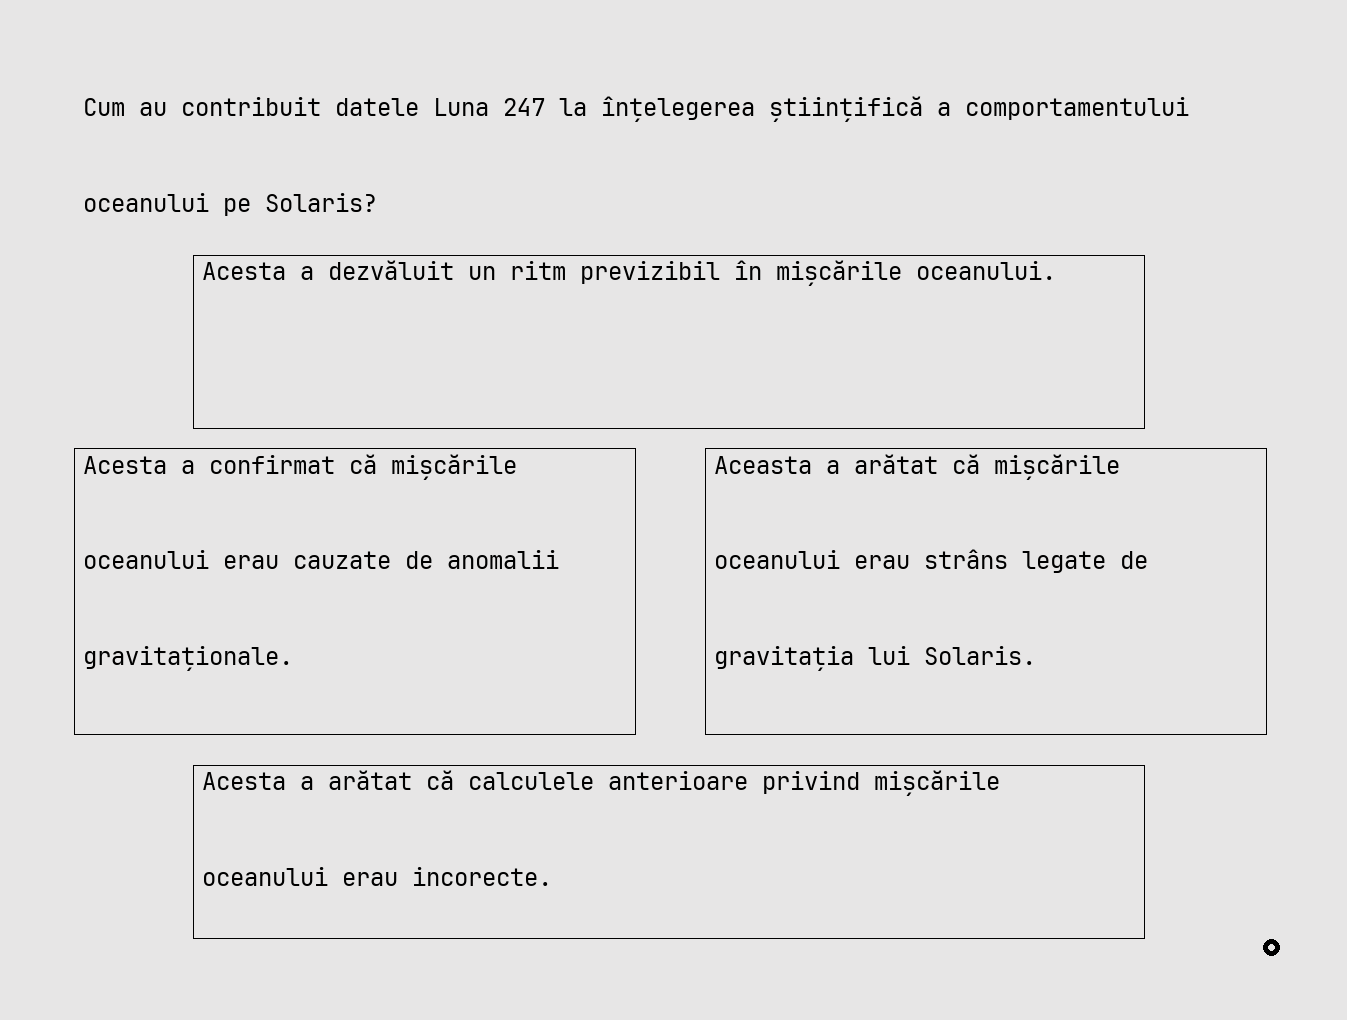 Cum au contribuit datele Luna 247 la înțelegerea științifică a comportamentului
oceanului pe Solaris?
Acesta a dezvăluit un ritm previzibil în mișcările oceanului.
Acesta a confirmat că mișcările
oceanului erau cauzate de anomalii
gravitaționale.
Aceasta a arătat că mișcările
oceanului erau strâns legate de
gravitația lui Solaris.
Acesta a arătat că calculele anterioare privind mișcările
oceanului erau incorecte.